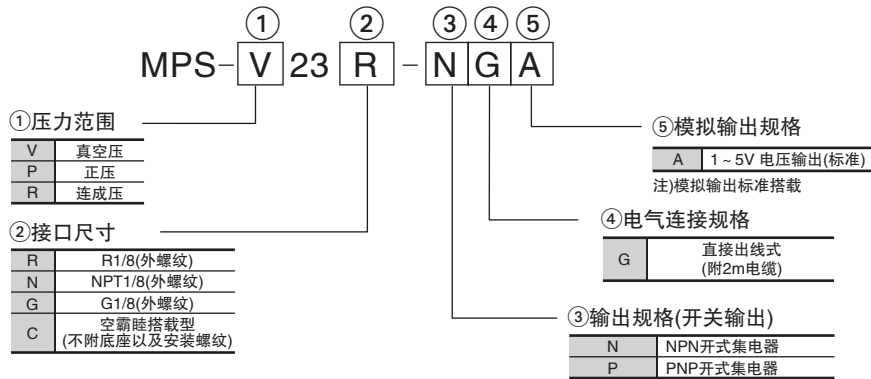 ① ② ③ ④ ⑤
MPS-V23R-NGA
①压力范围
V 真空压
P 正压
R 连成压
②接口尺寸
R R1/8(外螺纹)
N NPT1/8(外螺纹)
G G1/8(外螺纹)
C 空霸睦搭载型
(不附底座以及安装螺纹)
⑤模拟输出规格
A 1~5V 电压输出(标准)
注)模拟输出标准搭载
④电气连接规格
G 直接出线式
(附2m电缆)
③输出规格(开关输出)
N NPN开式集电器
P PNP开式集电器